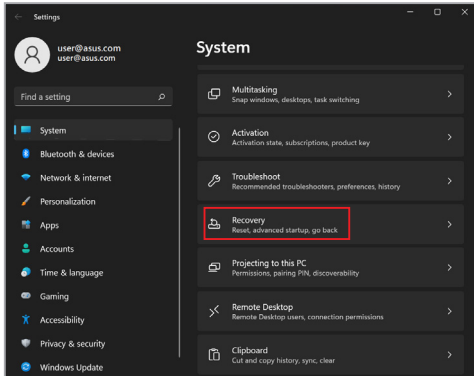 Settings
user@asus.com
user@asus.com
Find a setting
System
Bluetooth & devices
Network & internet
Personalization
Apps
Accounts
Time & language
Gaming
Accessibility
Privacy & security
Windows Update
System
Multitasking
Snap windows, desktops, task switching
Activation
Activation state, subscriptions, product key
Troubleshoot
Recommended troubleshooters, preferences, history
Recovery
Reset, advanced startup, go back
Projecting to this PC
Permissions, pairing PIN, discoverability
Remote Desktop
Remote Desktop users, connection permissions
Clipboard
Cut and copy history, sync, clear